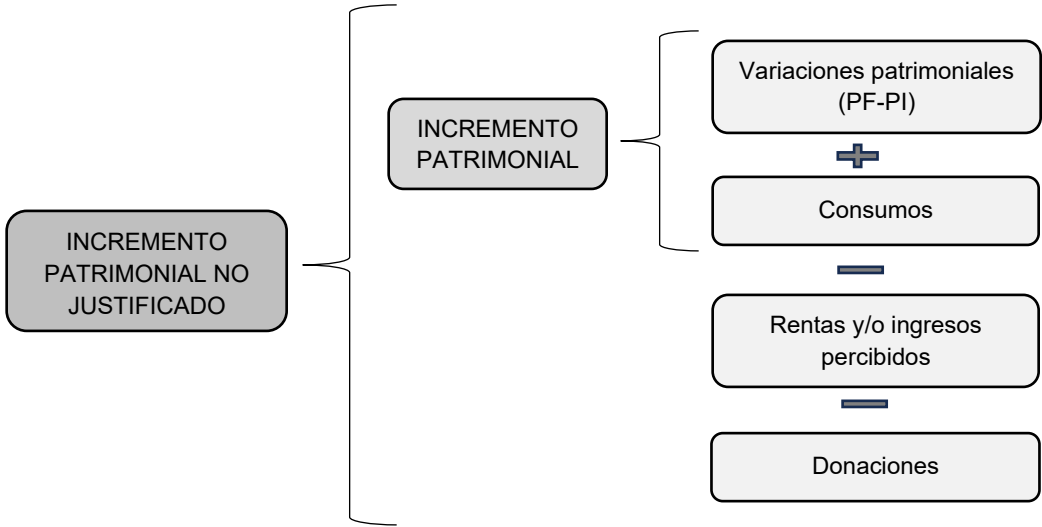 INCREMENTO
PATRIMONIAL NO
JUSTIFICADO
INCREMENTO
PATRIMONIAL
Variaciones patrimoniales
(PF-PI)
+
Consumos
−
Rentas y/o ingresos
percibidos
−
Donaciones